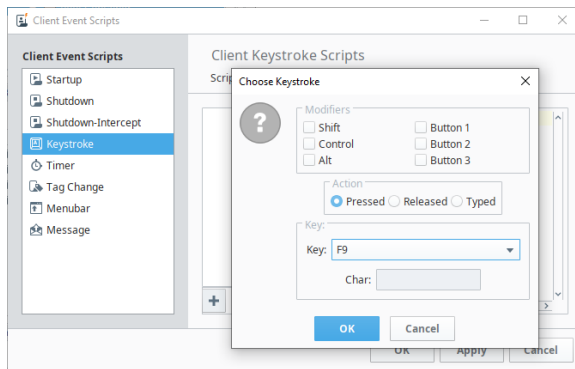 Client Event Scripts
Client Event Scripts
Startup
Shutdown
Shutdown-Intercept
Keystroke
Timer
Tag Change
Menubar
Message
Client Keystroke Scripts
Choose Keystroke
Modifiers
Shift
Button 1
Control
Button 2
Alt
Button 3
Action
Pressed
Released
Typed
Key:
Key: F9
Char:
OK
Cancel
OK
Apply
Cancel